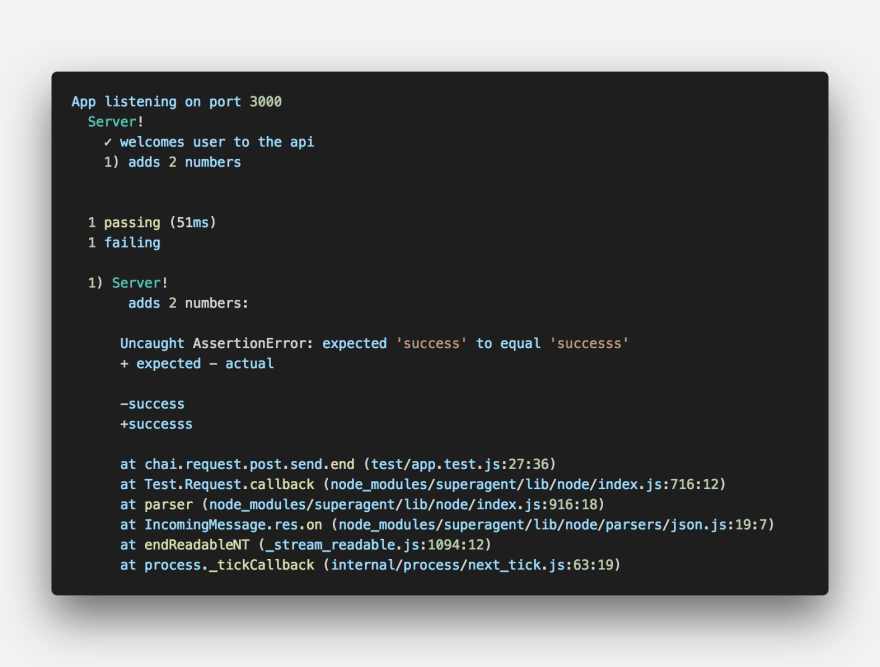 App listening on port 3000
Server!
✓ welcomes user to the api
1) adds 2 numbers
1 passing (51ms)
1 failing
1) Server!
adds 2 numbers:
Uncaught AssertionError: expected 'success' to equal 'successs'
+ expected - actual
-success
+successs
at chai.request.post.send.end (test/app.test.js:27:36)
at Test.Request.callback (node_modules/superagent/lib/node/index.js:716:12)
at parser (node_modules/superagent/lib/node/index.js:916:18)
at IncomingMessage.res.on (node_modules/superagent/lib/node/parsers/json.js:19:7)
at endReadableNT (_stream_readable.js:1094:12)
at process._tickCallback (internal/process/next_tick.js:63:19)